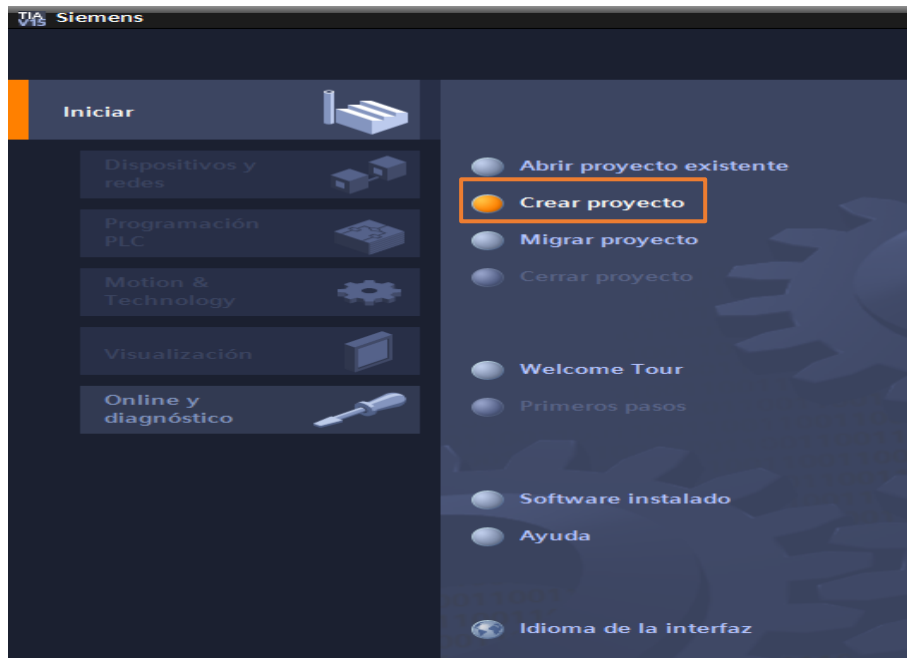 TIA
V15
Siemens
Iniciar
Dispositivos y
redes
Programación
PLC
Motion &
Technology
Visualización
Online y
diagnóstico
Abrir proyecto existente
Crear proyecto
Migrar proyecto
Cerrar proyecto
Welcome Tour
Primeros pasos
Software instalado
Ayuda
Idioma de la interfaz